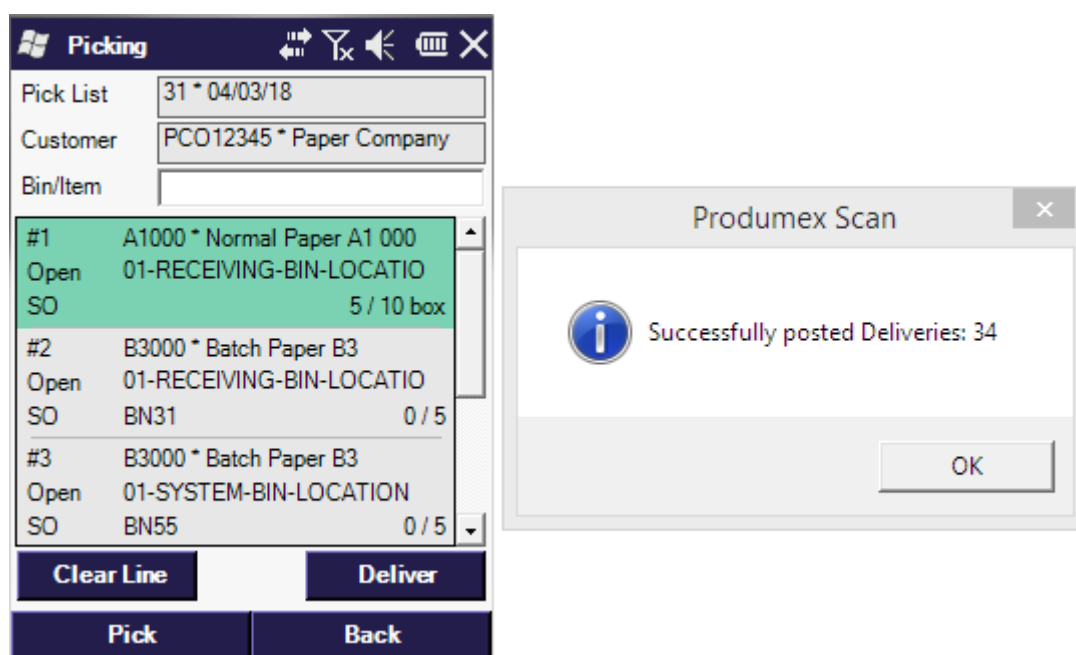 Picking
Pick List 31 * 04/03/18
Customer PCO12345 * Paper Company
Bin/Item
#1 A1000 * Normal Paper A1 000
Open 01-RECEIVING-BIN-LOCATIO
SO 5 / 10 box
#2 B3000 * Batch Paper B3
Open 01-RECEIVING-BIN-LOCATIO
SO BN31 0 / 5
#3 B3000 * Batch Paper B3
Open 01-SYSTEM-BIN-LOCATION
SO BN55 0 / 5
Clear Line Deliver
Pick Back
Produmex Scan
Successfully posted Deliveries: 34
OK